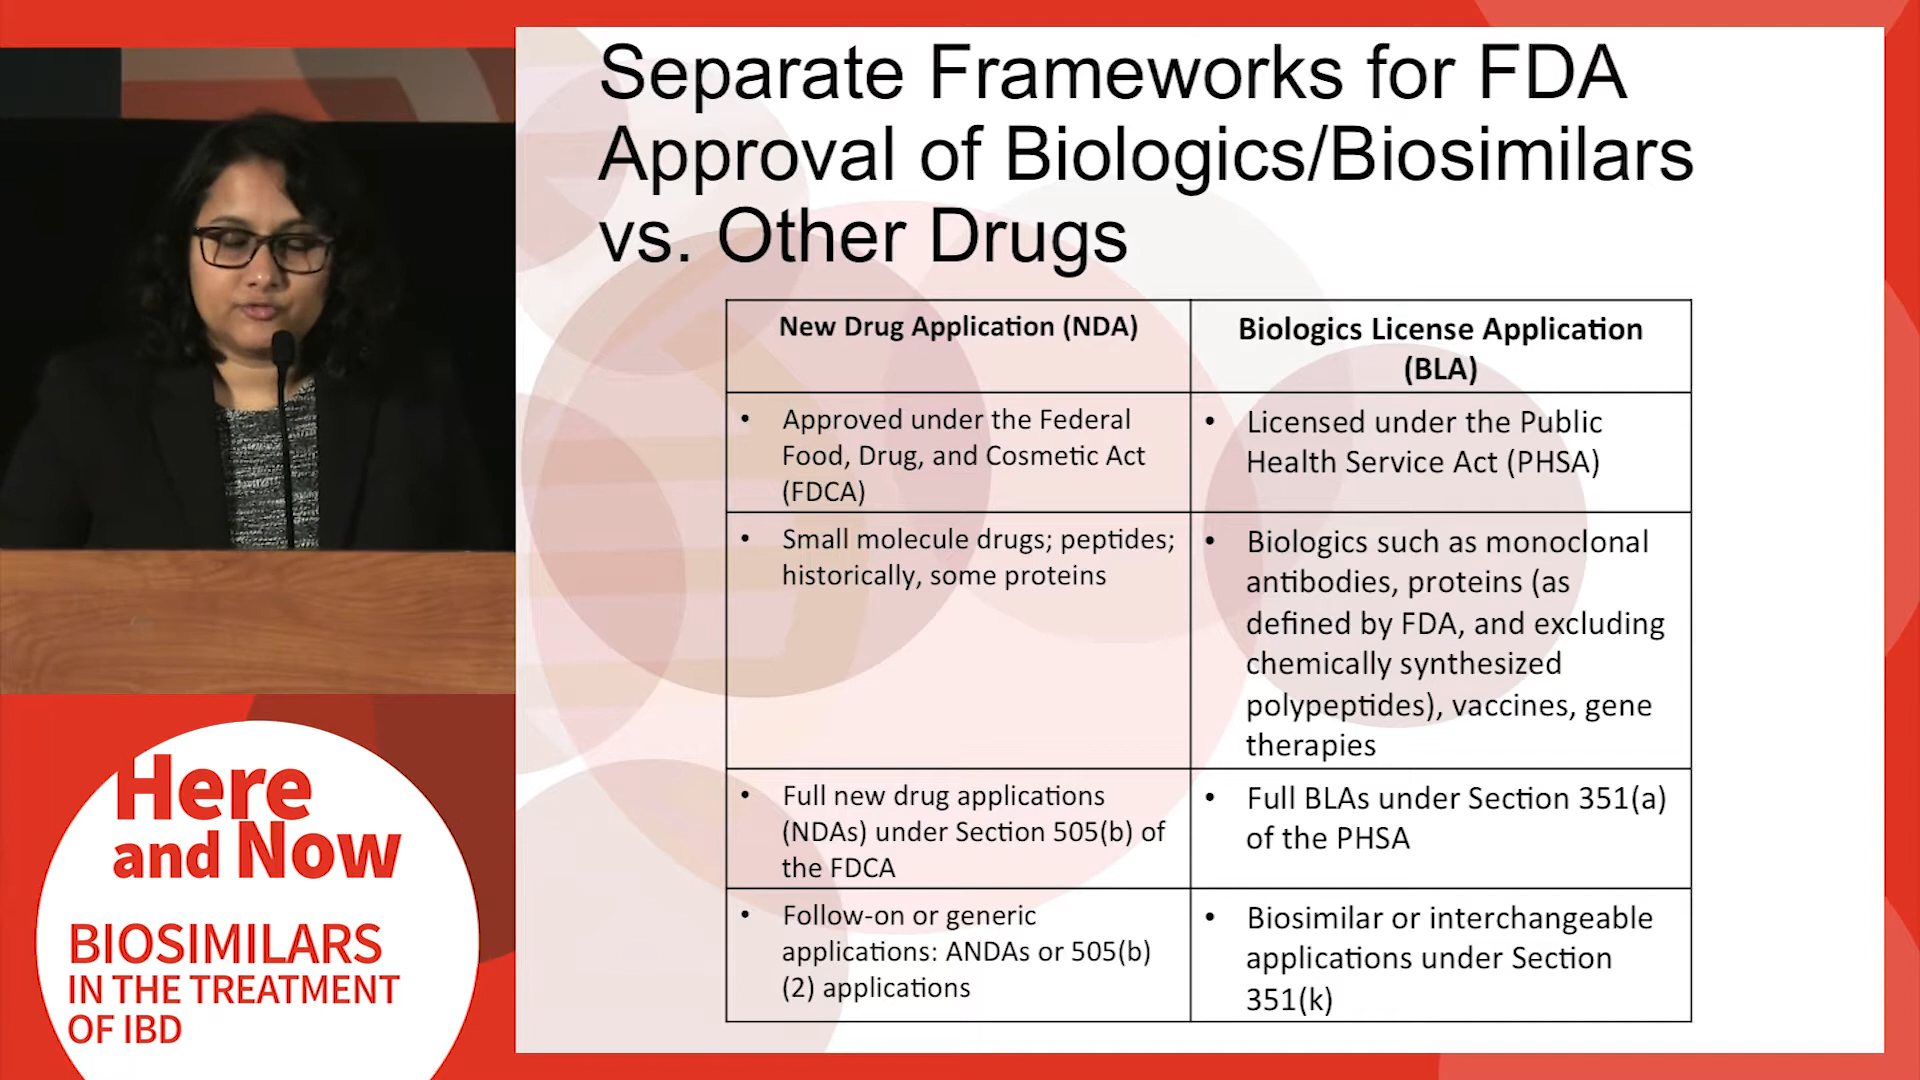 Separate Frameworks for FDA
Approval of Biologics/Biosimilars
vs. Other Drugs
New Drug Application (NDA)
Biologics License Application
(BLA)
• Approved under the Federal
Food, Drug, and Cosmetic Act
(FDCA)
• Licensed under the Public
Health Service Act (PHSA)
• Small molecule drugs; peptides;
historically, some proteins
• Biologics such as monoclonal
antibodies, proteins (as
defined by FDA, and excluding
chemically synthesized
polypeptides), vaccines, gene
therapies
• Full new drug applications
(NDAs) under Section 505(b) of
the FDCA
• Full BLAs under Section 351(a)
of the PHSA
• Follow-on or generic
applications: ANDAs or 505(b)
(2) applications
• Biosimilar or interchangeable
applications under Section
351(k)
Here
and Now
BIOSIMILARS
IN THE TREATMENT
OF IBD